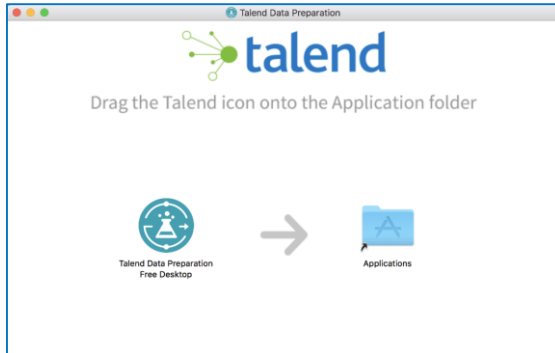 Talend Data Preparation
talend
Drag the Talend icon onto the Application folder
Talend Data Preparation
Free Desktop
Applications